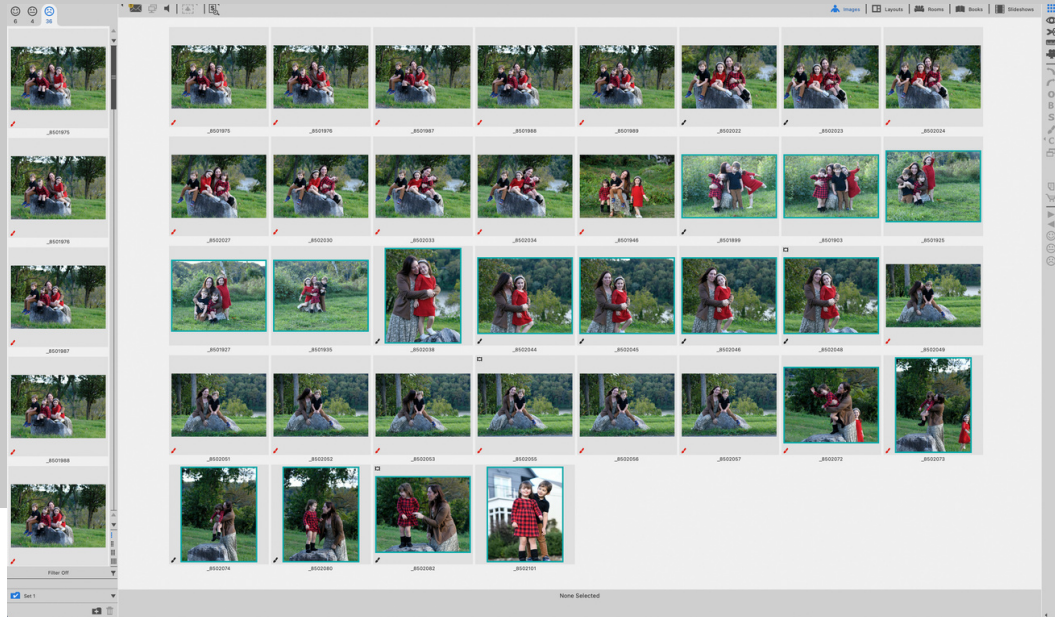 6 4 36
Images Layouts Rooms Books Slideshows
_8501975
_8501976
_8501987
_8501988
Filter Off
Set 1
_8501975 _8501976 _8501987 _8501988 _8501989 _8502022 _8502023 _8502024
_8502027 _8502030 _8502033 _8502034 _8501946 _8501899 _8501903 _8501925
_8501927 _8501935 _8502038 _8502044 _8502045 _8502046 _8502048 _8502049
_8502051 _8502052 _8502053 _8502055 _8502056 _8502057 _8502072 _8502073
_8502074 _8502080 _8502082 _8502101
None Selected
B
S
C